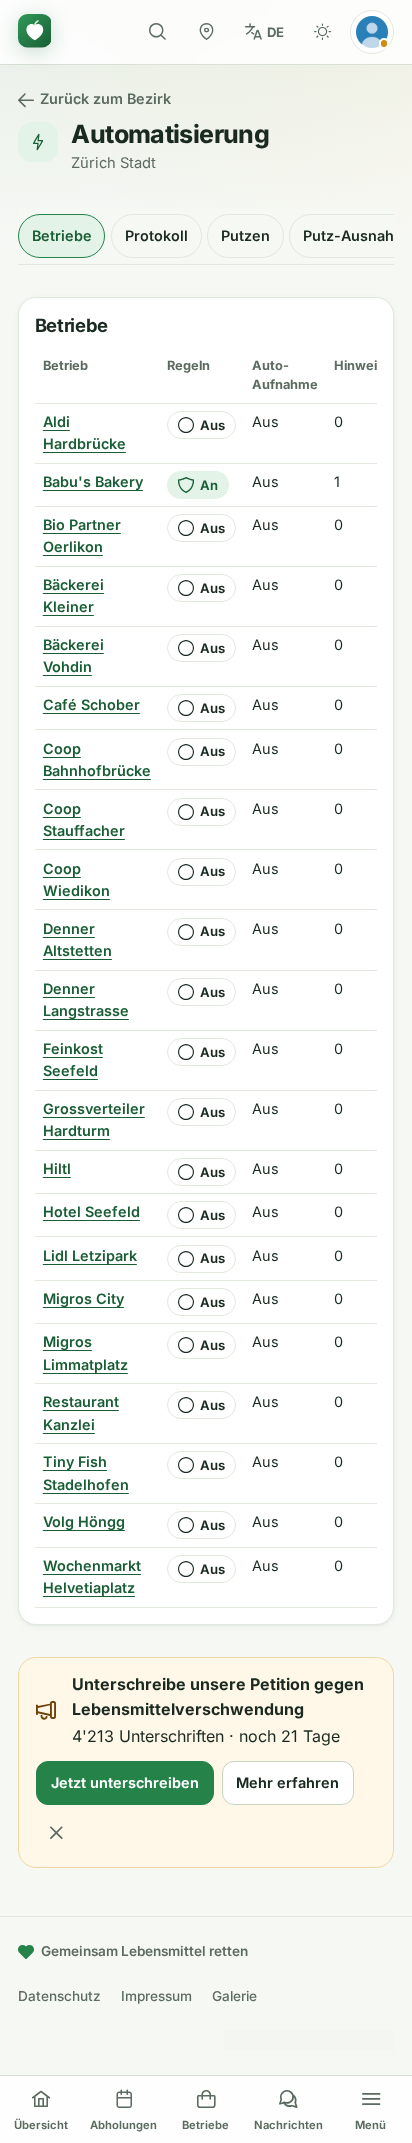 DE
Zurück zum Bezirk
Automatisierung
Zürich Stadt
Betriebe Protokoll Putzen Putz-Ausnah
Betriebe
Betrieb Regeln Auto-Aufnahme Hinwei
Aldi Hardbrücke Aus Aus 0
Babu's Bakery An Aus 1
Bio Partner Oerlikon Aus Aus 0
Bäckerei Kleiner Aus Aus 0
Bäckerei Vohdin Aus Aus 0
Café Schober Aus Aus 0
Coop Bahnhofbrücke Aus Aus 0
Coop Stauffacher Aus Aus 0
Coop Wiedikon Aus Aus 0
Denner Altstetten Aus Aus 0
Denner Langstrasse Aus Aus 0
Feinkost Seefeld Aus Aus 0
Grossverteiler Hardturm Aus Aus 0
Hiltl Aus Aus 0
Hotel Seefeld Aus Aus 0
Lidl Letzipark Aus Aus 0
Migros City Aus Aus 0
Migros Limmatplatz Aus Aus 0
Restaurant Kanzlei Aus Aus 0
Tiny Fish Stadelhofen Aus Aus 0
Volg Höngg Aus Aus 0
Wochenmarkt Helvetiaplatz Aus Aus 0
Unterschreibe unsere Petition gegen
Lebensmittelverschwendung
4'213 Unterschriften · noch 21 Tage
Jetzt unterschreiben Mehr erfahren
Gemeinsam Lebensmittel retten
Datenschutz Impressum Galerie
Übersicht Abholungen Betriebe Nachrichten Menü